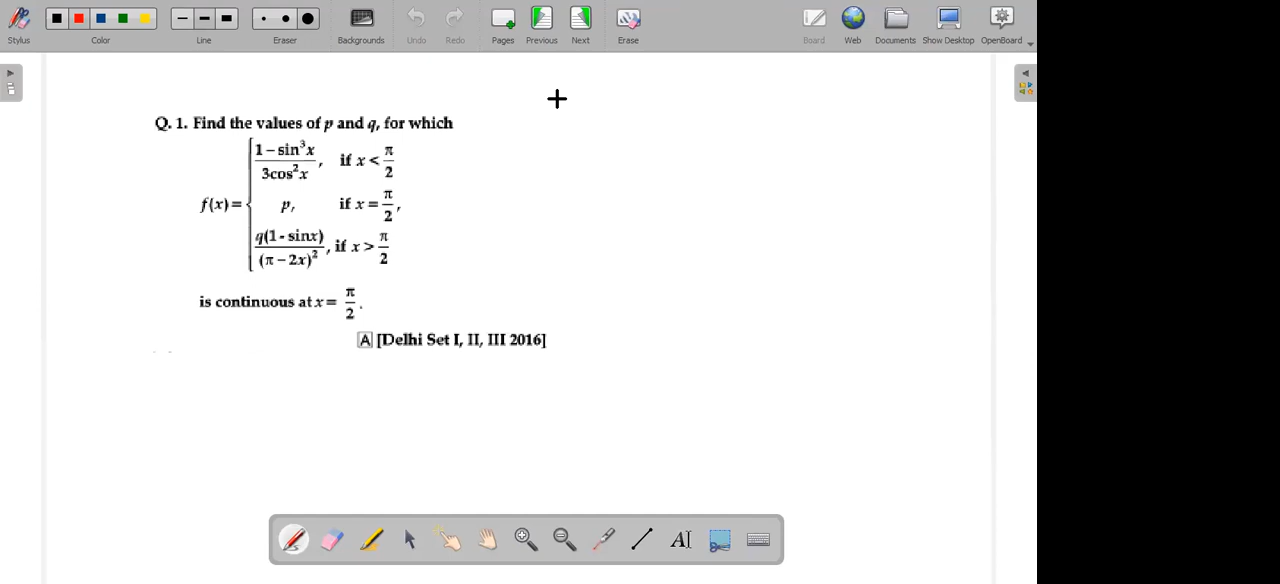 Stylus Color Line Eraser Backgrounds Undo Redo Pages Previous Next Erase Board Web Documents Show Desktop OpenBoard
Q. 1. Find the values of p and q, for which
f(x) = { (1 – sin³x)/(3cos²x), if x < π/2
p, if x = π/2,
q(1 - sinx)/(π – 2x)², if x > π/2
is continuous at x = π/2.
A [Delhi Set I, II, III 2016]
AI